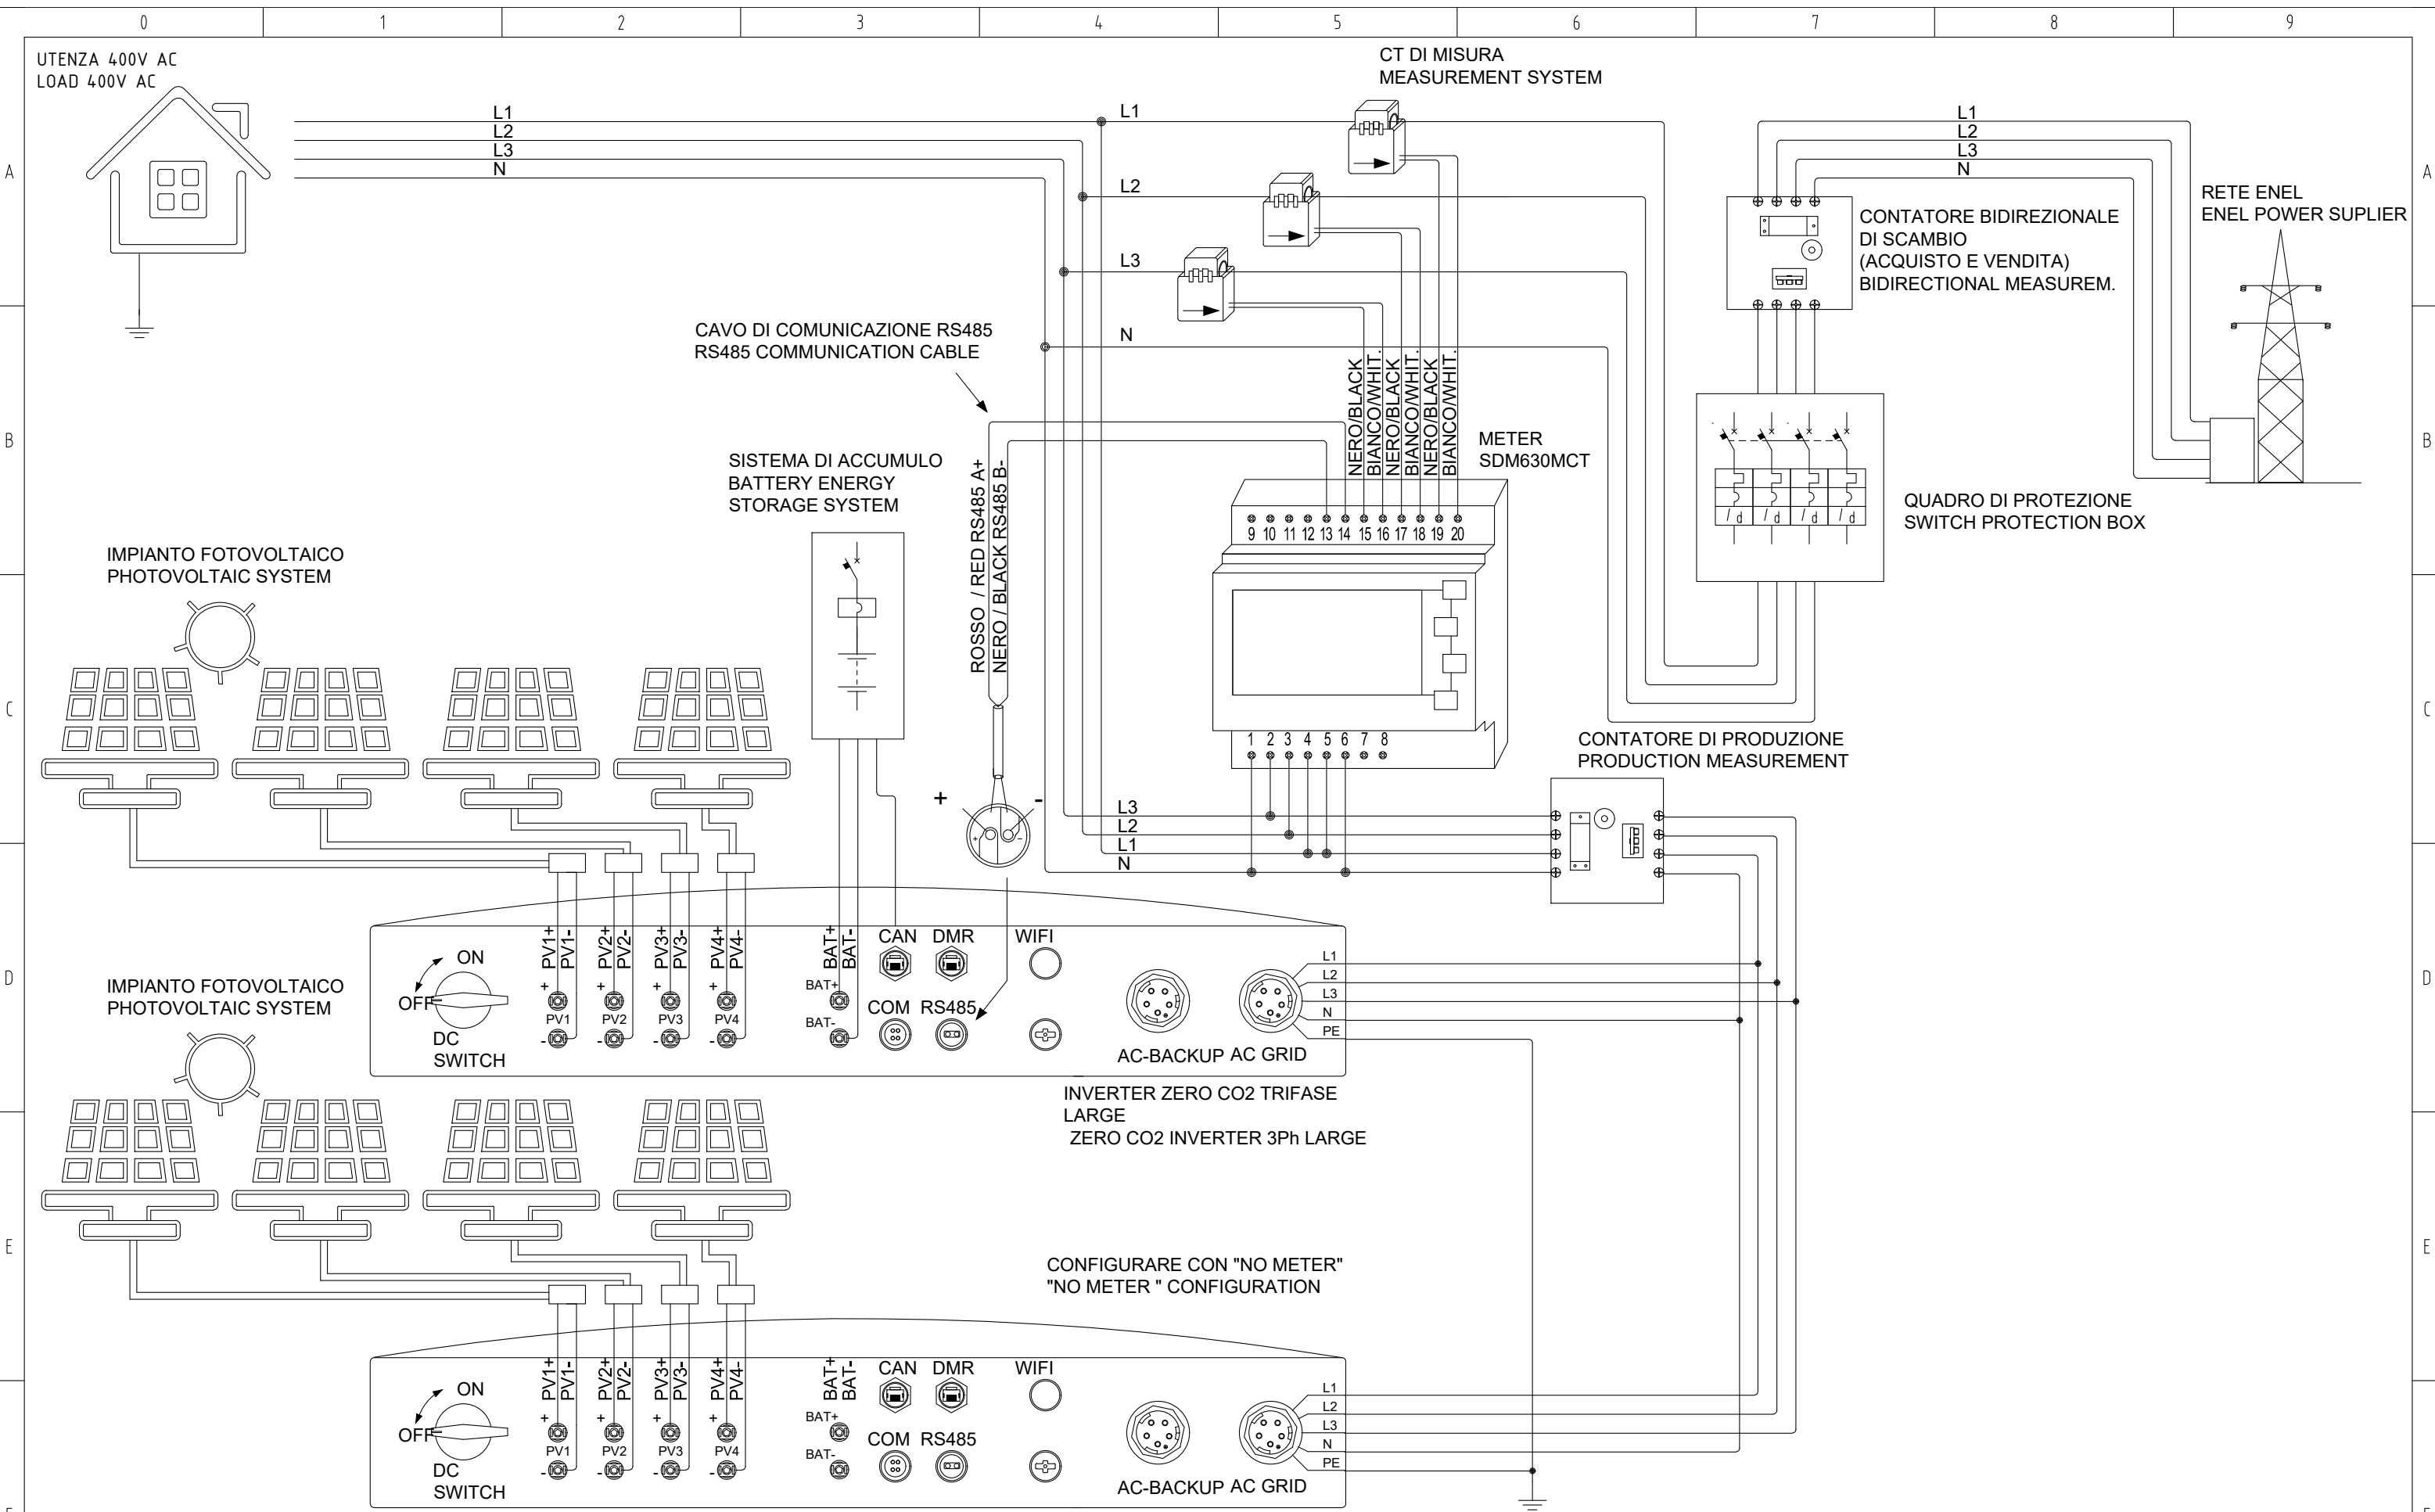 0 1 2 3 4 5 6 7 8 9
UTENZA 400V AC
LOAD 400V AC
CT DI MISURA
MEASUREMENT SYSTEM
L1
L2
L3
N
L1
L2
L3
N
L1
L2
L3
N
A
A
RETE ENEL
ENEL POWER SUPLIER
CONTATORE BIDIREZIONALE
DI SCAMBIO
(ACQUISTO E VENDITA)
BIDIRECTIONAL MEASUREM.
CAVO DI COMUNICAZIONE RS485
RS485 COMMUNICATION CABLE
NERO/BLACK
BIANCO/WHIT.
NERO/BLACK
BIANCO/WHIT.
NERO/BLACK
BIANCO/WHIT.
B
B
METER
SDM630MCT
SISTEMA DI ACCUMULO
BATTERY ENERGY
STORAGE SYSTEM
ROSSO / RED RS485 A+
NERO / BLACK RS485 B-
QUADRO DI PROTEZIONE
SWITCH PROTECTION BOX
I d I d I d I d
9 10 11 12 13 14 15 16 17 18 19 20
IMPIANTO FOTOVOLTAICO
PHOTOVOLTAIC SYSTEM
C
C
1 2 3 4 5 6 7 8
CONTATORE DI PRODUZIONE
PRODUCTION MEASUREMENT
+ -
+ -
L3
L2
L1
N
D
D
PV1+
PV1-
PV2+
PV2-
PV3+
PV3-
PV4+
PV4-
BAT+
BAT-
CAN DMR WIFI
ON
OFF
DC
SWITCH
+ + + +
PV1 PV2 PV3 PV4
- - - -
BAT+
BAT-
COM RS485
AC-BACKUP AC GRID
L1
L2
L3
N
PE
IMPIANTO FOTOVOLTAICO
PHOTOVOLTAIC SYSTEM
INVERTER ZERO CO2 TRIFASE
LARGE
ZERO CO2 INVERTER 3Ph LARGE
E
E
CONFIGURARE CON "NO METER"
"NO METER " CONFIGURATION
PV1+
PV1-
PV2+
PV2-
PV3+
PV3-
PV4+
PV4-
BAT+
BAT-
CAN DMR WIFI
ON
OFF
DC
SWITCH
+ + + +
PV1 PV2 PV3 PV4
- - - -
BAT+
BAT-
COM RS485
AC-BACKUP AC GRID
L1
L2
L3
N
PE